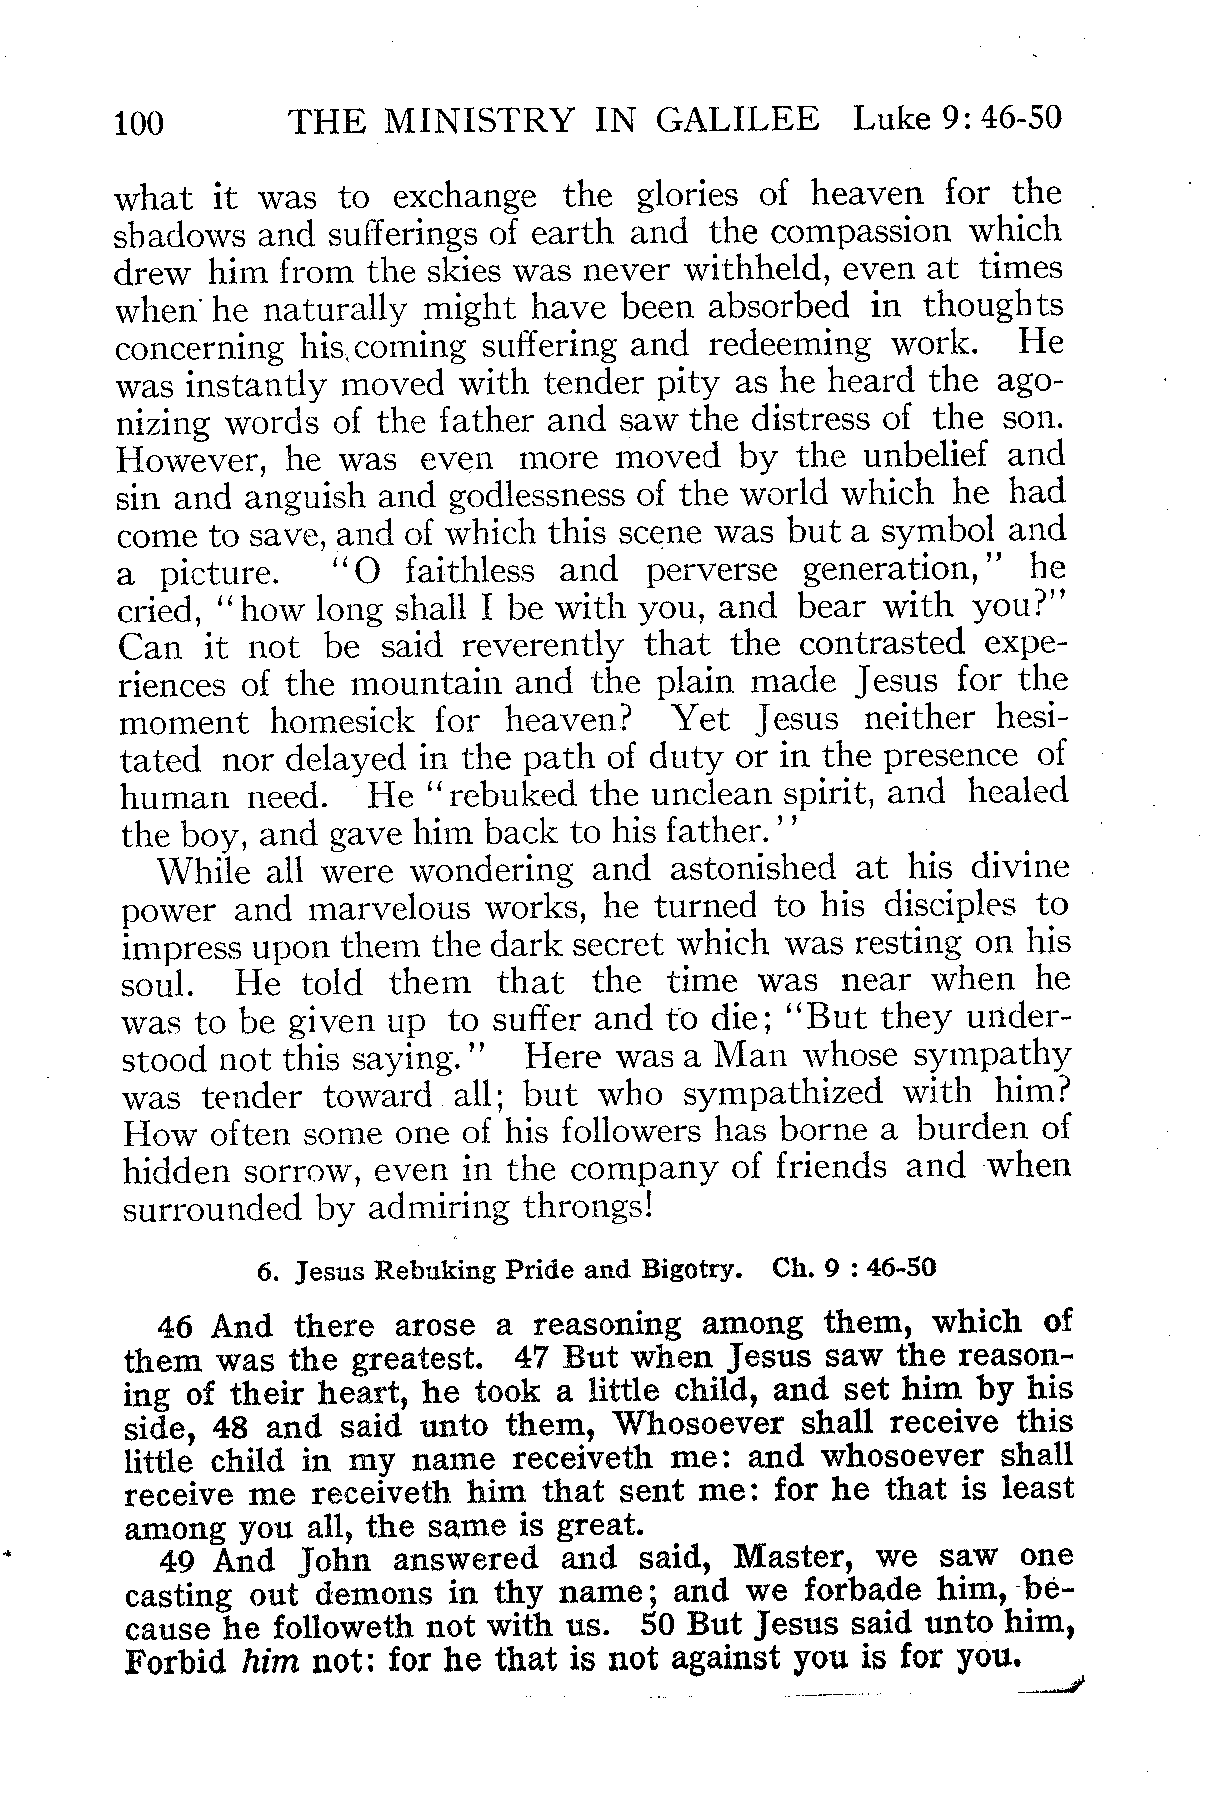 100 THE MINISTRY IN GALILEE Luke 9: 46-50
what it was to exchange the glories of heaven for the
shadows and sufferings of earth and the compassion which
drew him from the skies was never withheld, even at times
when he naturally might have been absorbed in thoughts
concerning his coming suffering and redeeming work. He
was instantly moved with tender pity as he heard the ago-
nizing words of the father and saw the distress of the son.
However, he was even more moved by the unbelief and
sin and anguish and godlessness of the world which he had
come to save, and of which this scene was but a symbol and
a picture. "O faithless and perverse generation," he
cried, "how long shall I be with you, and bear with you?"
Can it not be said reverently that the contrasted expe-
riences of the mountain and the plain made Jesus for the
moment homesick for heaven? Yet Jesus neither hesi-
tated nor delayed in the path of duty or in the presence of
human need. He "rebuked the unclean spirit, and healed
the boy, and gave him back to his father."
While all were wondering and astonished at his divine
power and marvelous works, he turned to his disciples to
impress upon them the dark secret which was resting on his
soul. He told them that the time was near when he
was to be given up to suffer and to die; "But they under-
stood not this saying." Here was a Man whose sympathy
was tender toward all; but who sympathized with him?
How often some one of his followers has borne a burden of
hidden sorrow, even in the company of friends and when
surrounded by admiring throngs!
6. Jesus Rebuking Pride and Bigotry. Ch. 9 : 46-50
46 And there arose a reasoning among them, which of
them was the greatest. 47 But when Jesus saw the reason-
ing of their heart, he took a little child, and set him by his
side, 48 and said unto them, Whosoever shall receive this
little child in my name receiveth me: and whosoever shall
receive me receiveth him that sent me: for he that is least
among you all, the same is great.
49 And John answered and said, Master, we saw one
casting out demons in thy name; and we forbade him, be-
cause he followeth not with us. 50 But Jesus said unto him,
Forbid him not: for he that is not against you is for you.